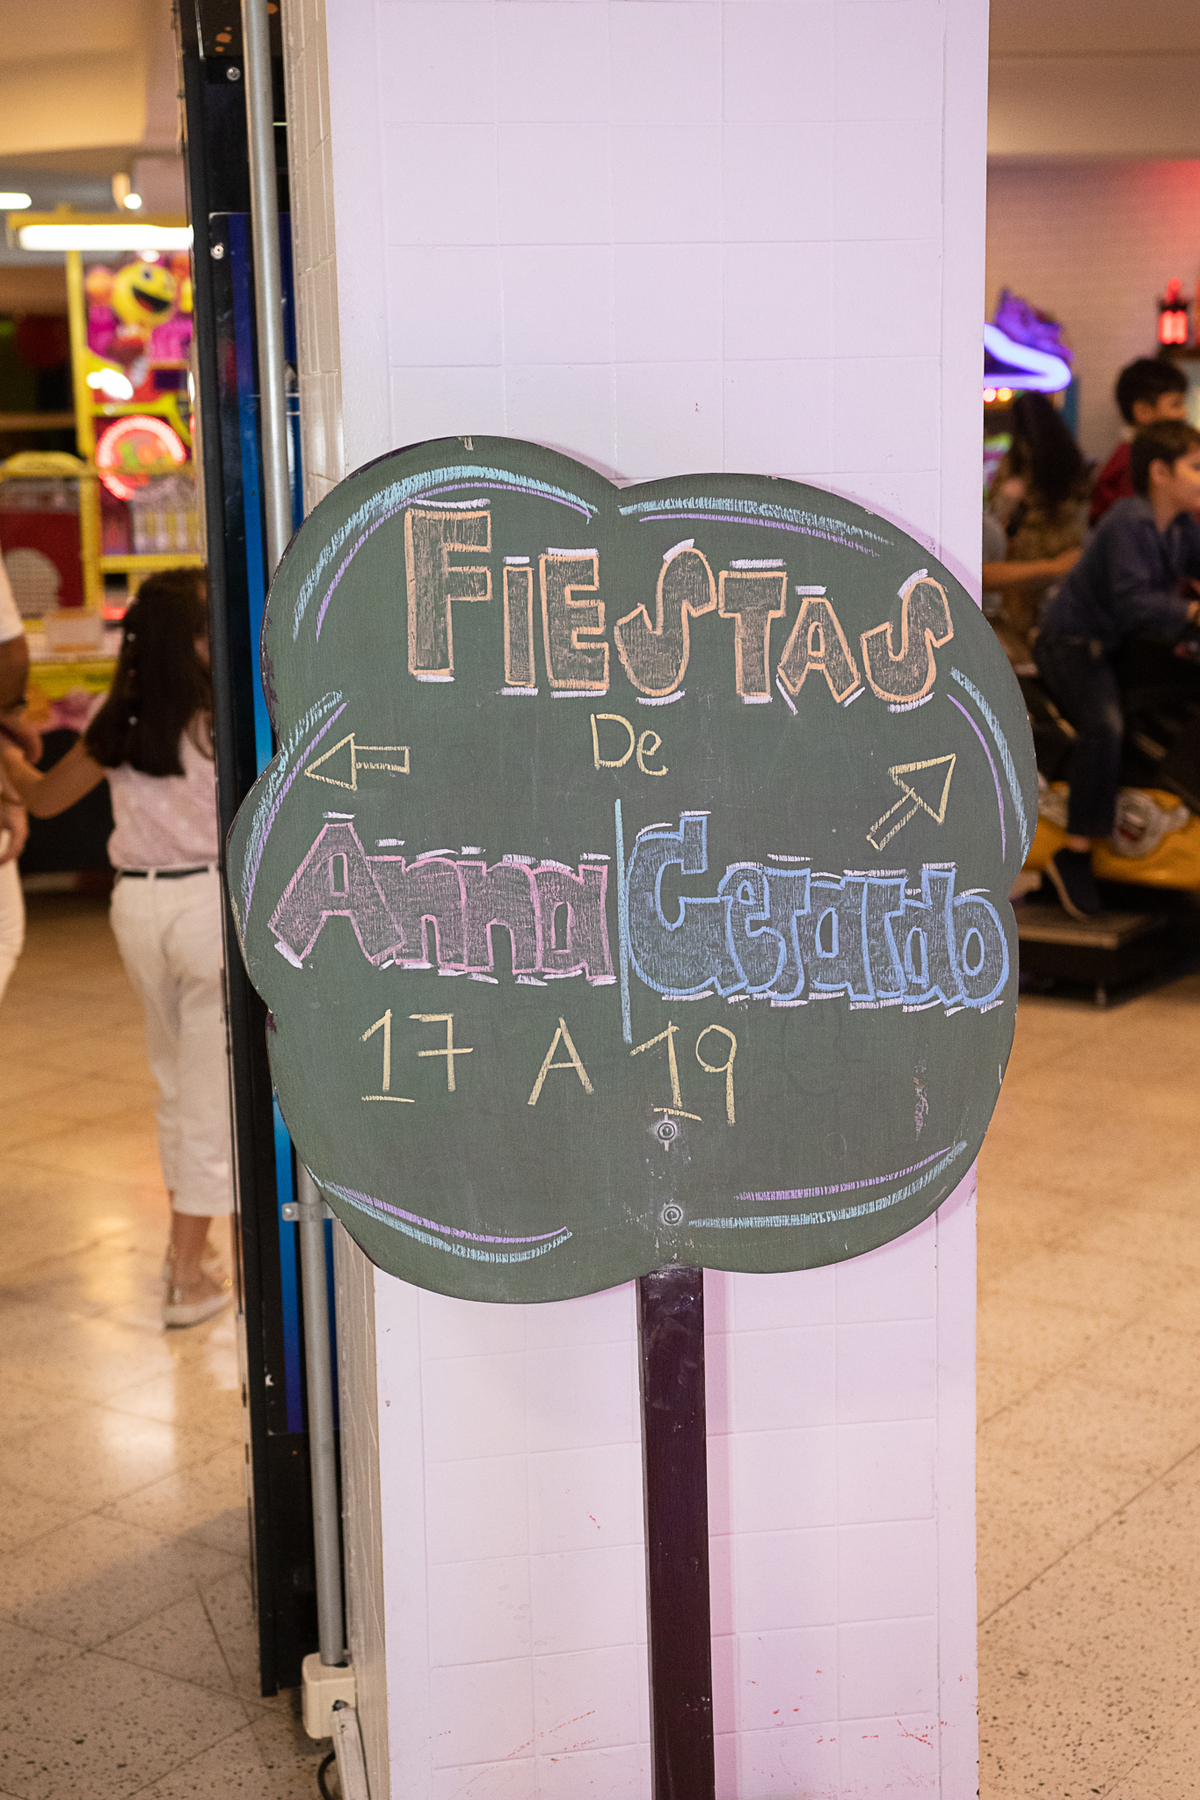 FIESTAS
De
Anna | Gerardo
17 A 19